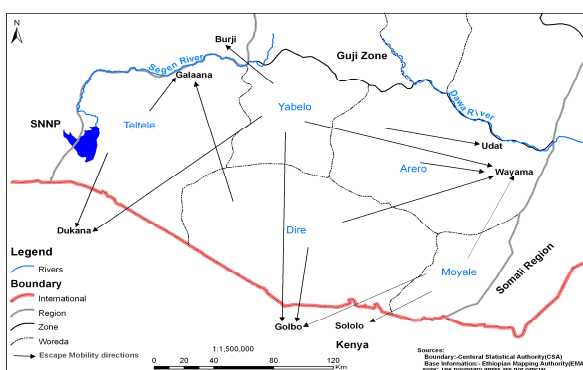 N
Burji
Guji Zone
Segen River
Galaana
Yabelo
Dawa River
SNNP
Teltele
Udat
Arero
Wayama
Dukana
Dire
Legend
Moyale
Somali Region
Rivers
Boundary
International
Region
Golbo
Sololo
Zone
Woreda
Kenya
Escape Mobility directions
1:1,500,000
0 20 40 80 120
Km
Sources:
Boundary:-Centeral Statistical Authority(CSA)
Base Information:- Ethiopian Mapping Authority(EMA